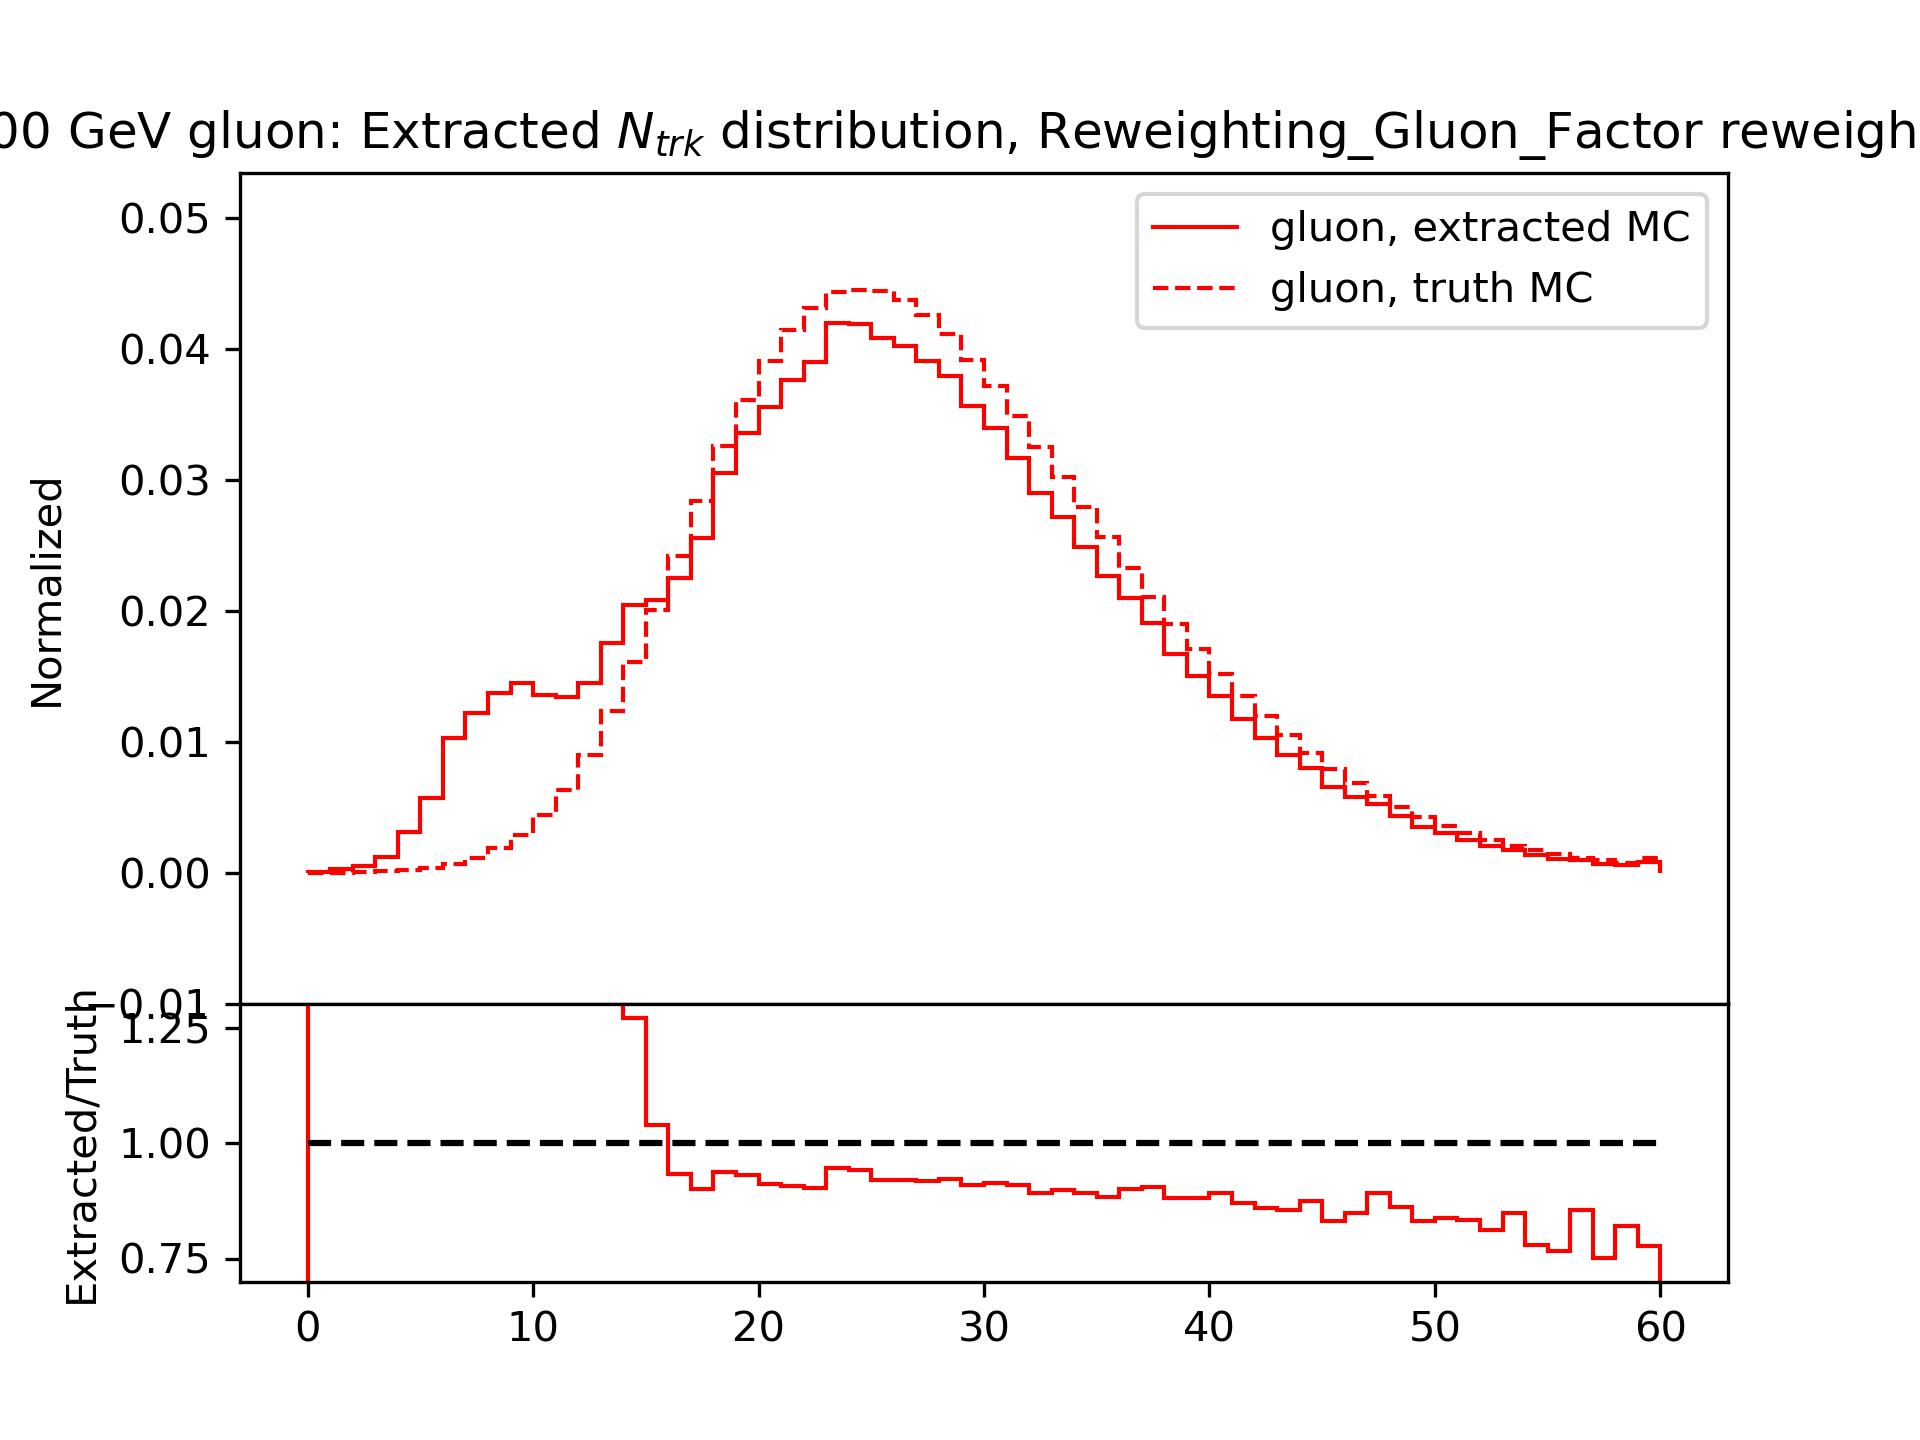 00 GeV gluon: Extracted N_trk distribution, Reweighting_Gluon_Factor reweigh
gluon, extracted MC
gluon, truth MC
Normalized
0.05
0.04
0.03
0.02
0.01
0.00
−0.01
Extracted/Truth
1.25
1.00
0.75
0 10 20 30 40 50 60